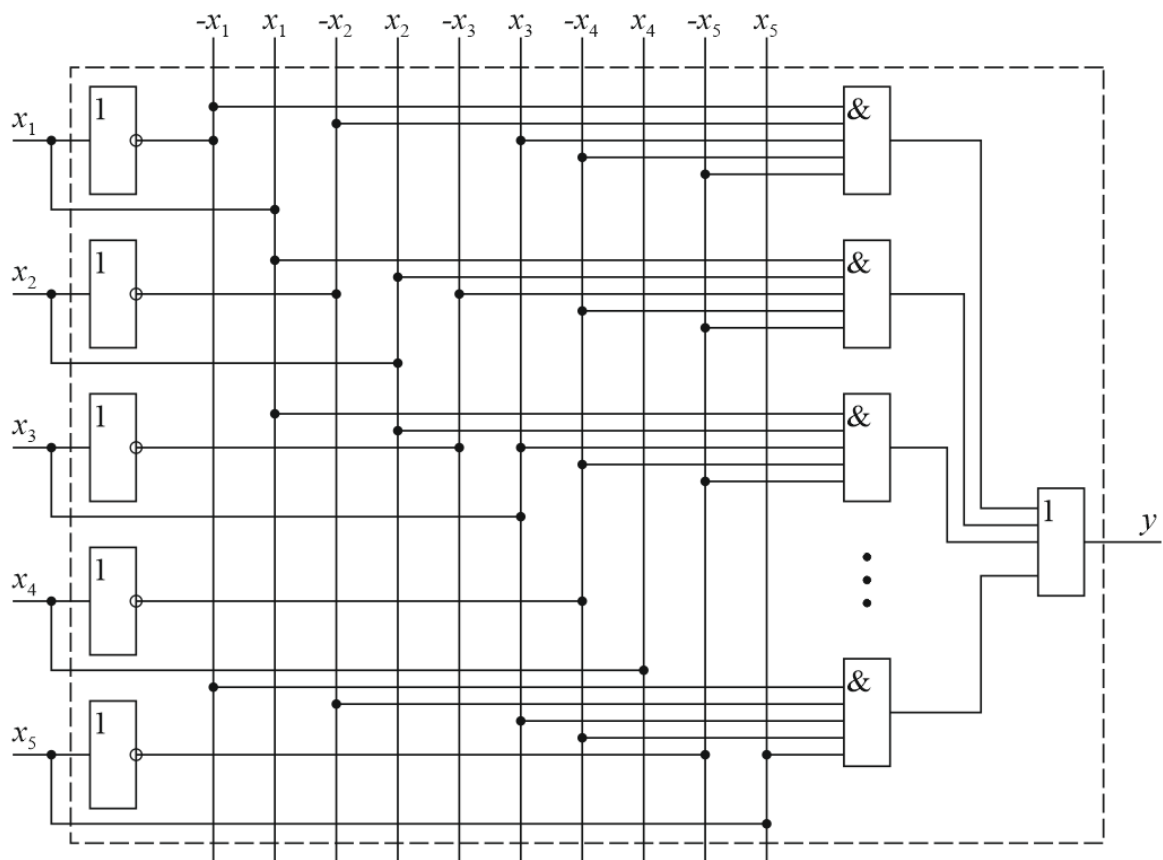 -x₁ x₁ -x₂ x₂ -x₃ x₃ -x₄ x₄ -x₅ x₅
x₁ 1 &
x₂ 1 &
x₃ 1 &
1 y
x₄ 1
&
x₅ 1